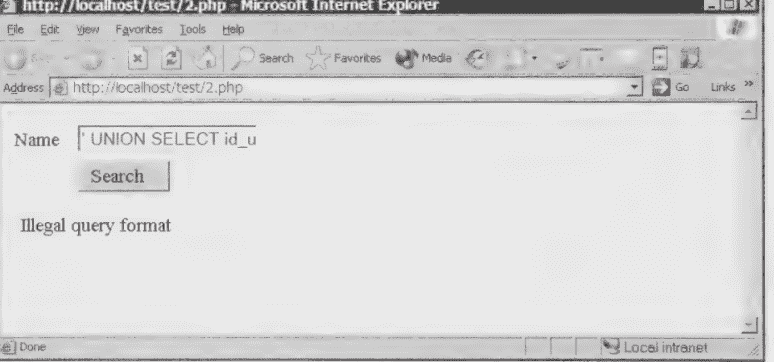 http://localhost/test/2.php - Microsoft Internet Explorer
File Edit View Favorites Tools Help
Search Favorites Media
Address http://localhost/test/2.php Go Links »
Name ' UNION SELECT id_u
Search
Illegal query format
Done Local intranet